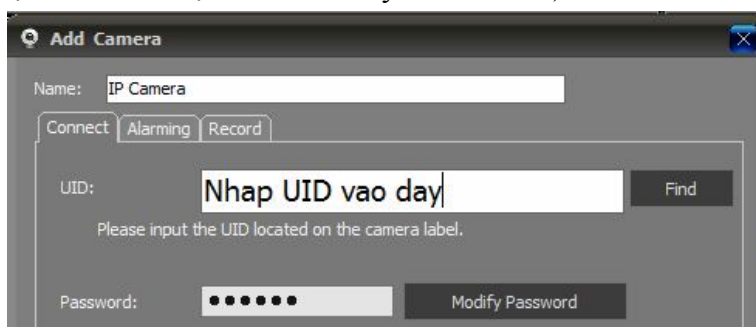 Add Camera
Name: IP Camera
Connect Alarming Record
UID: Nhap UID vao day Find
Please input the UID located on the camera label.
Password: •••••• Modify Password